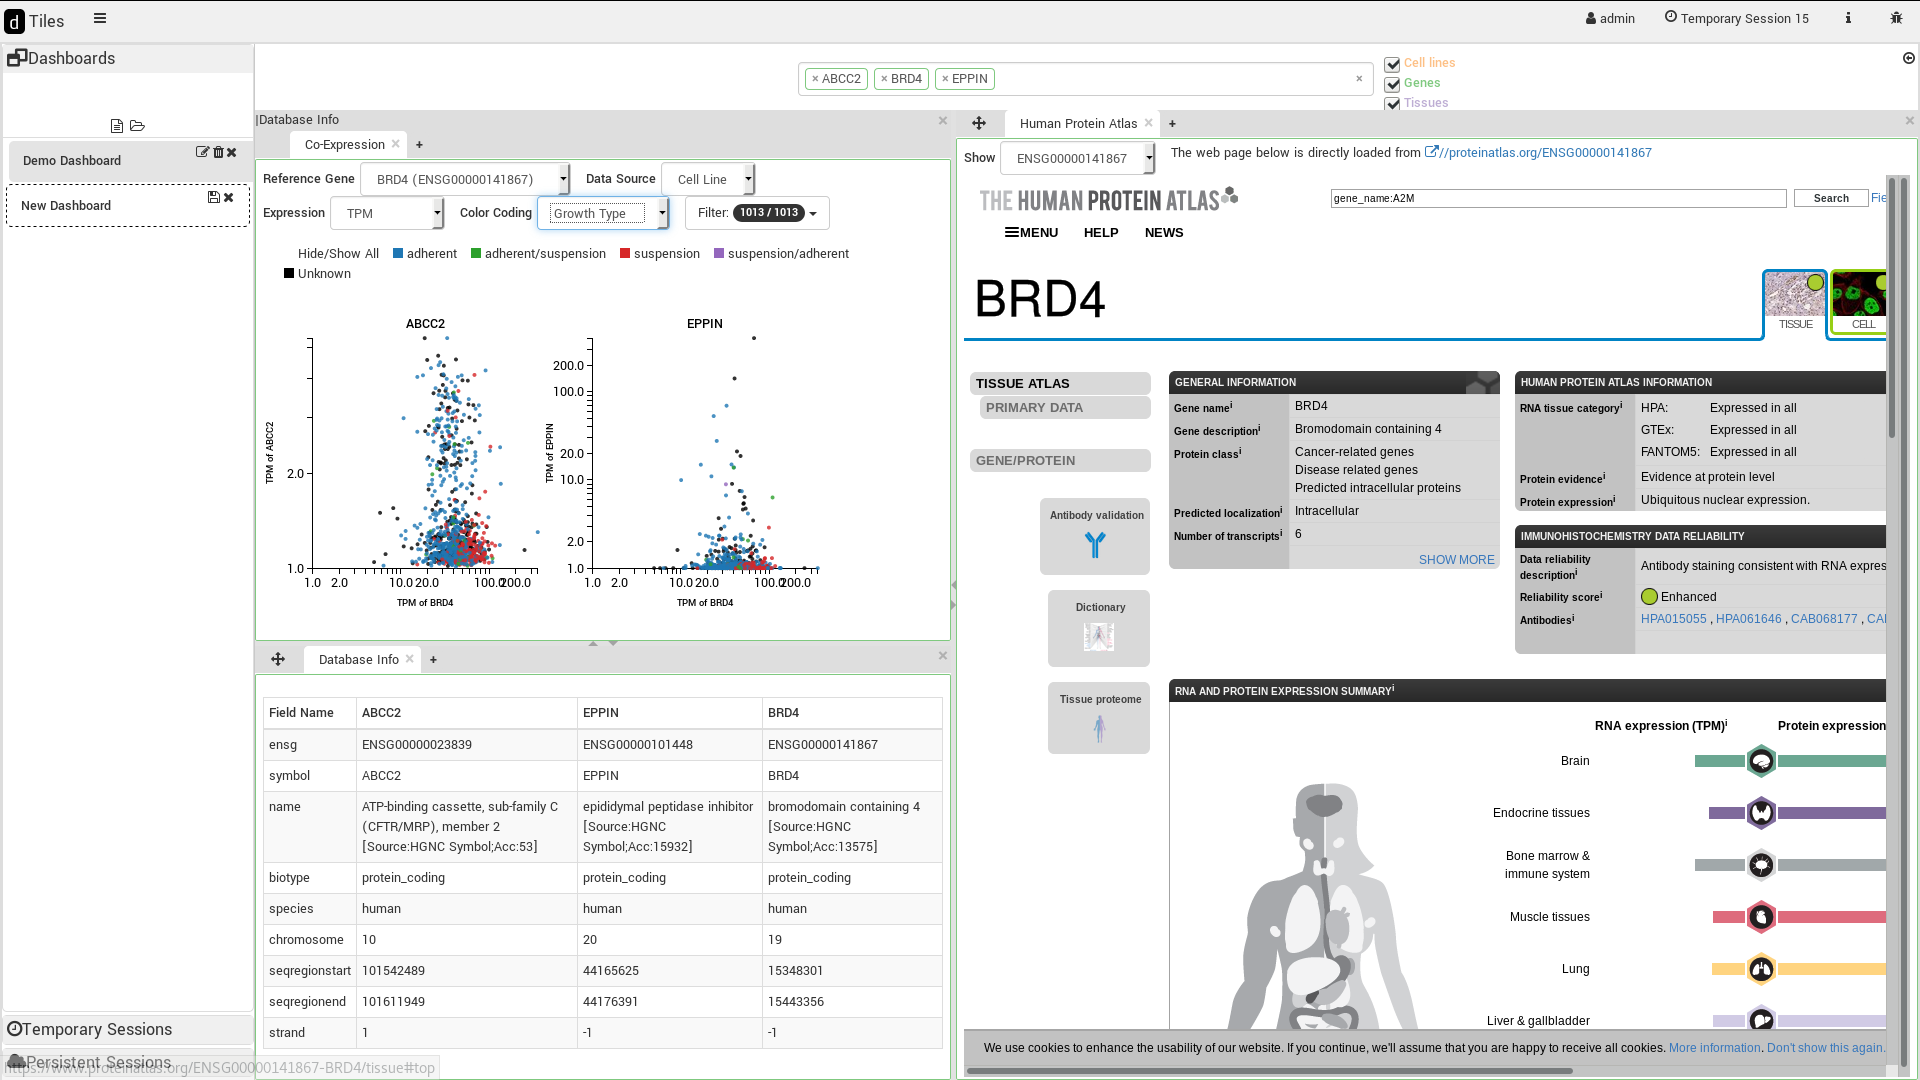 d Tiles
admin
Temporary Session 15
Dashboards
Demo Dashboard
New Dashboard
Temporary Sessions
Persistent Sessions
https://www.proteinatlas.org/ENSG00000141867-BRD4/tissue#top
× ABCC2 × BRD4 × EPPIN ×
Cell lines
Genes
Tissues
Database Info ×
Co-Expression × +
Reference Gene BRD4 (ENSG00000141867) Data Source Cell Line
Expression TPM Color Coding Growth Type Filter: 1013 / 1013
Hide/Show All adherent adherent/suspension suspension suspension/adherent
Unknown
ABCC2
TPM of ABCC2
2.0
1.0
1.0 2.0 10.0 20.0 100.0 200.0
TPM of BRD4
EPPIN
TPM of EPPIN
200.0
100.0
20.0
10.0
2.0
1.0
1.0 2.0 10.0 20.0 100.0 200.0
TPM of BRD4
Database Info × + ×
Field Name ABCC2 EPPIN BRD4
ensg ENSG00000023839 ENSG00000101448 ENSG00000141867
symbol ABCC2 EPPIN BRD4
name ATP-binding cassette, sub-family C epididymal peptidase inhibitor bromodomain containing 4
(CFTR/MRP), member 2 [Source:HGNC [Source:HGNC
[Source:HGNC Symbol;Acc:53] Symbol;Acc:15932] Symbol;Acc:13575]
biotype protein_coding protein_coding protein_coding
species human human human
chromosome 10 20 19
seqregionstart 101542489 44165625 15348301
seqregionend 101611949 44176391 15443356
strand 1 -1 -1
Human Protein Atlas × + ×
Show ENSG00000141867 The web page below is directly loaded from //proteinatlas.org/ENSG00000141867
THE HUMAN PROTEIN ATLAS
gene_name:A2M Search Fie
MENU HELP NEWS
BRD4
TISSUE CELL
TISSUE ATLAS
PRIMARY DATA
GENE/PROTEIN
Antibody validation
Dictionary
Tissue proteome
GENERAL INFORMATION
Gene name i BRD4
Gene description i Bromodomain containing 4
Protein class i Cancer-related genes
Disease related genes
Predicted intracellular proteins
Predicted localization i Intracellular
Number of transcripts i 6
SHOW MORE
HUMAN PROTEIN ATLAS INFORMATION
RNA tissue category i HPA: Expressed in all
GTEx: Expressed in all
FANTOM5: Expressed in all
Protein evidence i Evidence at protein level
Protein expression i Ubiquitous nuclear expression.
IMMUNOHISTOCHEMISTRY DATA RELIABILITY
Data reliability
description i Antibody staining consistent with RNA expres
Reliability score i Enhanced
Antibodies i HPA015055 , HPA061646 , CAB068177 , CAI
RNA AND PROTEIN EXPRESSION SUMMARY i
RNA expression (TPM) i Protein expression
Brain
Endocrine tissues
Bone marrow &
immune system
Muscle tissues
Lung
Liver & gallbladder
We use cookies to enhance the usability of our website. If you continue, we'll assume that you are happy to receive all cookies. More information. Don't show this again.